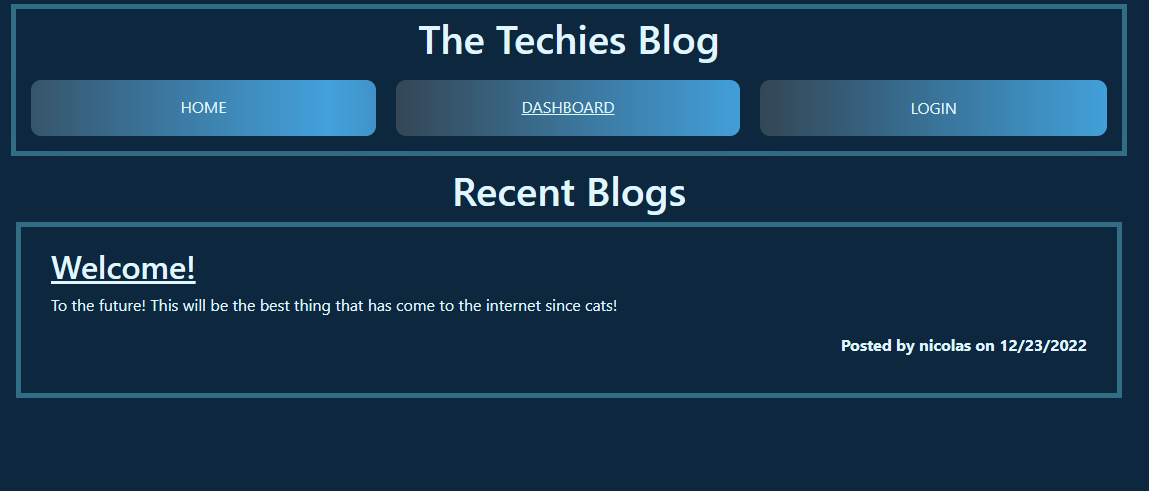 The Techies Blog
HOME DASHBOARD LOGIN
Recent Blogs
Welcome!
To the future! This will be the best thing that has come to the internet since cats!
Posted by nicolas on 12/23/2022